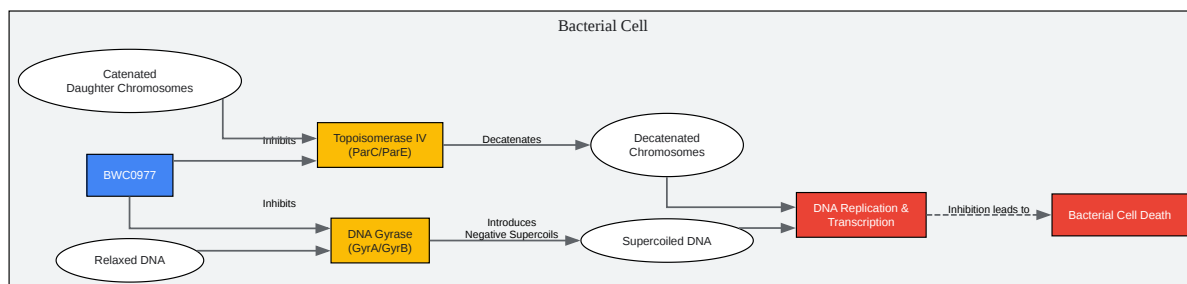 Bacterial Cell
Catenated
Daughter Chromosomes
Inhibits
Topoisomerase IV
(ParC/ParE)
Decatenates
Decatenated
Chromosomes
BWC0977
Inhibits
DNA Gyrase
(GyrA/GyrB)
Introduces
Negative Supercoils
Supercoiled DNA
Relaxed DNA
DNA Replication &
Transcription
Inhibition leads to
Bacterial Cell Death